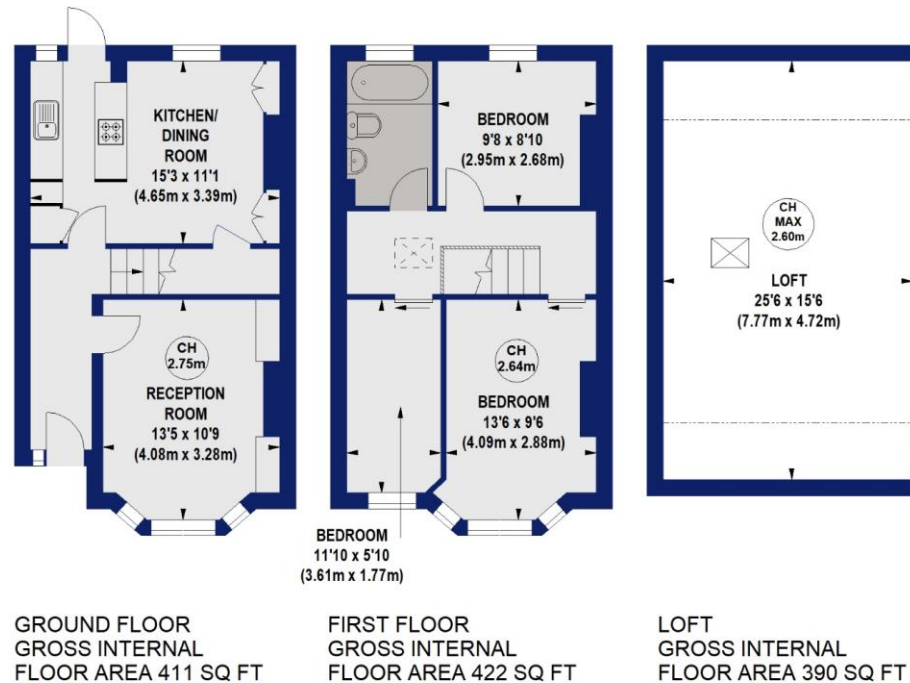 KITCHEN/
DINING
ROOM
15'3 x 11'1
(4.65m x 3.39m)
CH
2.75m
RECEPTION
ROOM
13'5 x 10'9
(4.08m x 3.28m)
BEDROOM
9'8 x 8'10
(2.95m x 2.68m)
CH
2.64m
BEDROOM
13'6 x 9'6
(4.09m x 2.88m)
BEDROOM
11'10 x 5'10
(3.61m x 1.77m)
CH
MAX
2.60m
LOFT
25'6 x 15'6
(7.77m x 4.72m)
GROUND FLOOR
GROSS INTERNAL
FLOOR AREA 411 SQ FT
FIRST FLOOR
GROSS INTERNAL
FLOOR AREA 422 SQ FT
LOFT
GROSS INTERNAL
FLOOR AREA 390 SQ FT